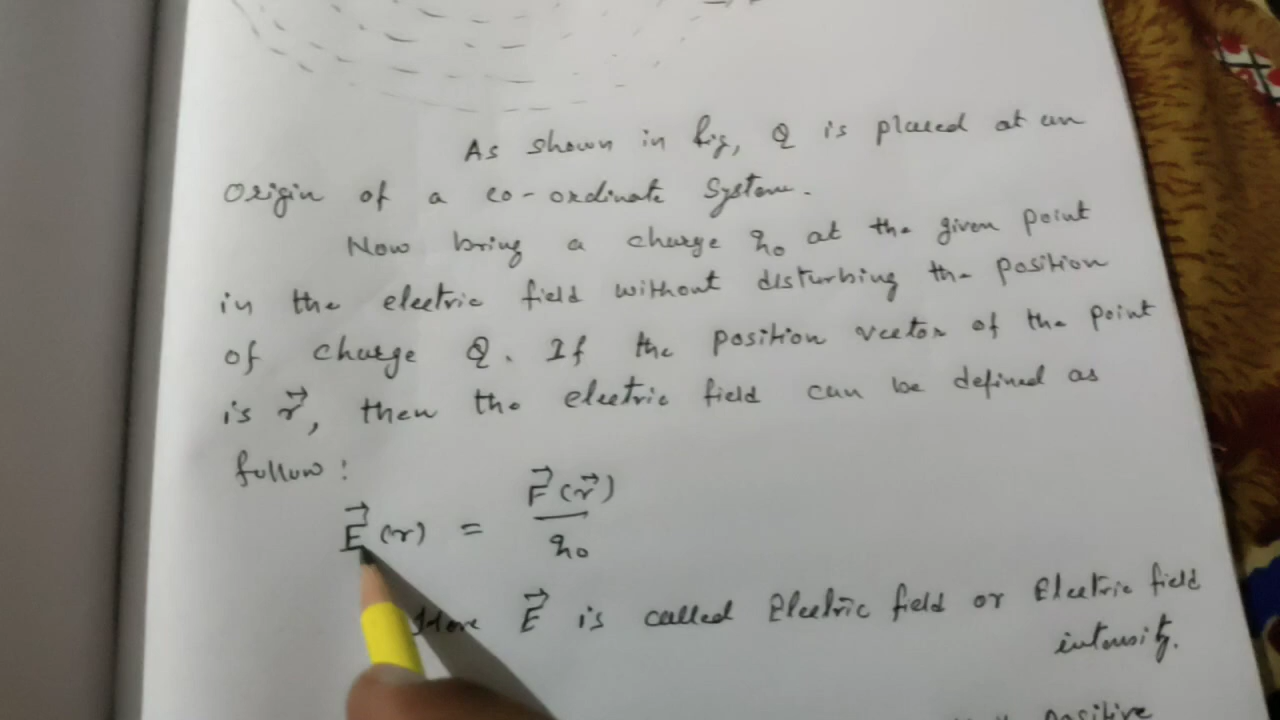 As shown in fig, Q is placed at an
Origin of a co-ordinate System.
Now bring a charge q₀ at the given point
in the electric field without disturbing the position
of charge Q. If the position vector of the point
is r⃗, then the electric field can be defined as
follow:
E⃗(r) = F⃗(r⃗) / q₀
Here E⃗ is called Electric field or Electric field
intensity.
positive